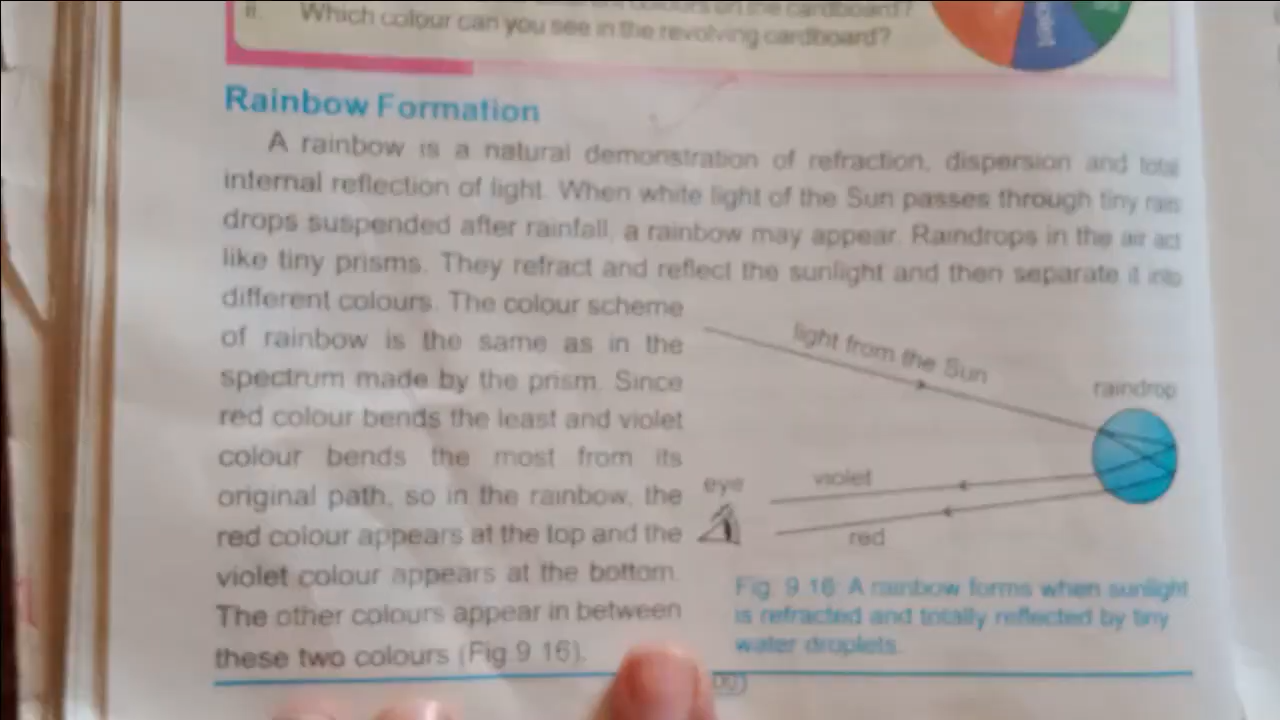 colours on the cardboard?
ii. Which colour can you see in the revolving cardboard?
Rainbow Formation
A rainbow is a natural demonstration of refraction, dispersion and total
internal reflection of light. When white light of the Sun passes through tiny rain
drops suspended after rainfall, a rainbow may appear. Raindrops in the air act
like tiny prisms. They refract and reflect the sunlight and then separate it into
different colours. The colour scheme
of rainbow is the same as in the
spectrum made by the prism. Since
red colour bends the least and violet
colour bends the most from its
original path, so in the rainbow, the
red colour appears at the top and the
violet colour appears at the bottom.
The other colours appear in between
these two colours (Fig.9.16).
light from the Sun
raindrop
eye
violet
red
Fig. 9.16: A rainbow forms when sunlight
is refracted and totally reflected by tiny
water droplets.